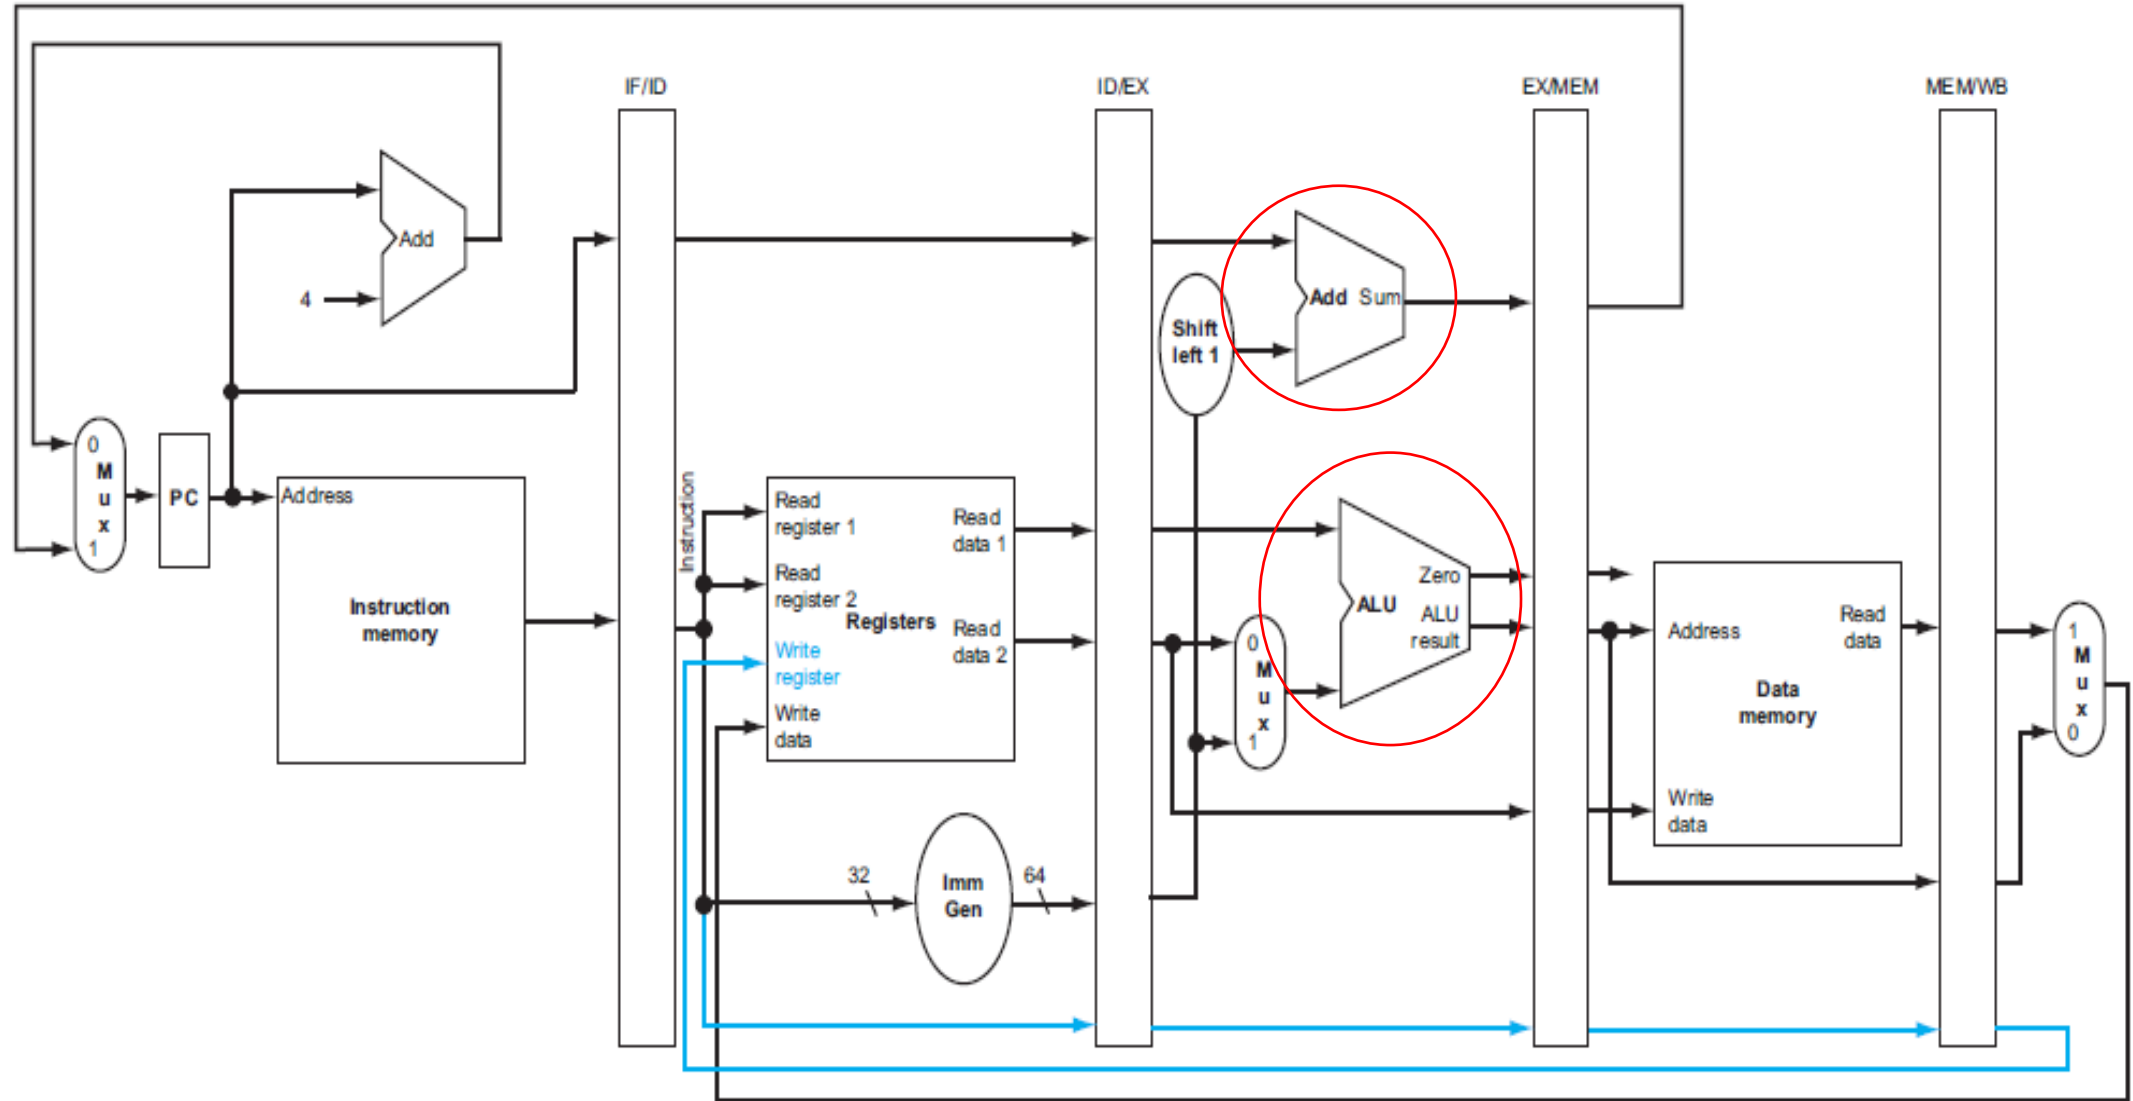 IF/ID
ID/EX
EX/MEM
MEM/WB
Add
4
Shift
left 1
Add Sum
0
M
u
x
1
PC
Address
Instruction
memory
Instruction
Read
register 1
Read
register 2
Registers
Write
register
Write
data
Read
data 1
Read
data 2
0
M
u
x
1
Zero
ALU
ALU
result
Address
Read
data
Data
memory
Write
data
1
M
u
x
0
32
Imm
Gen
64